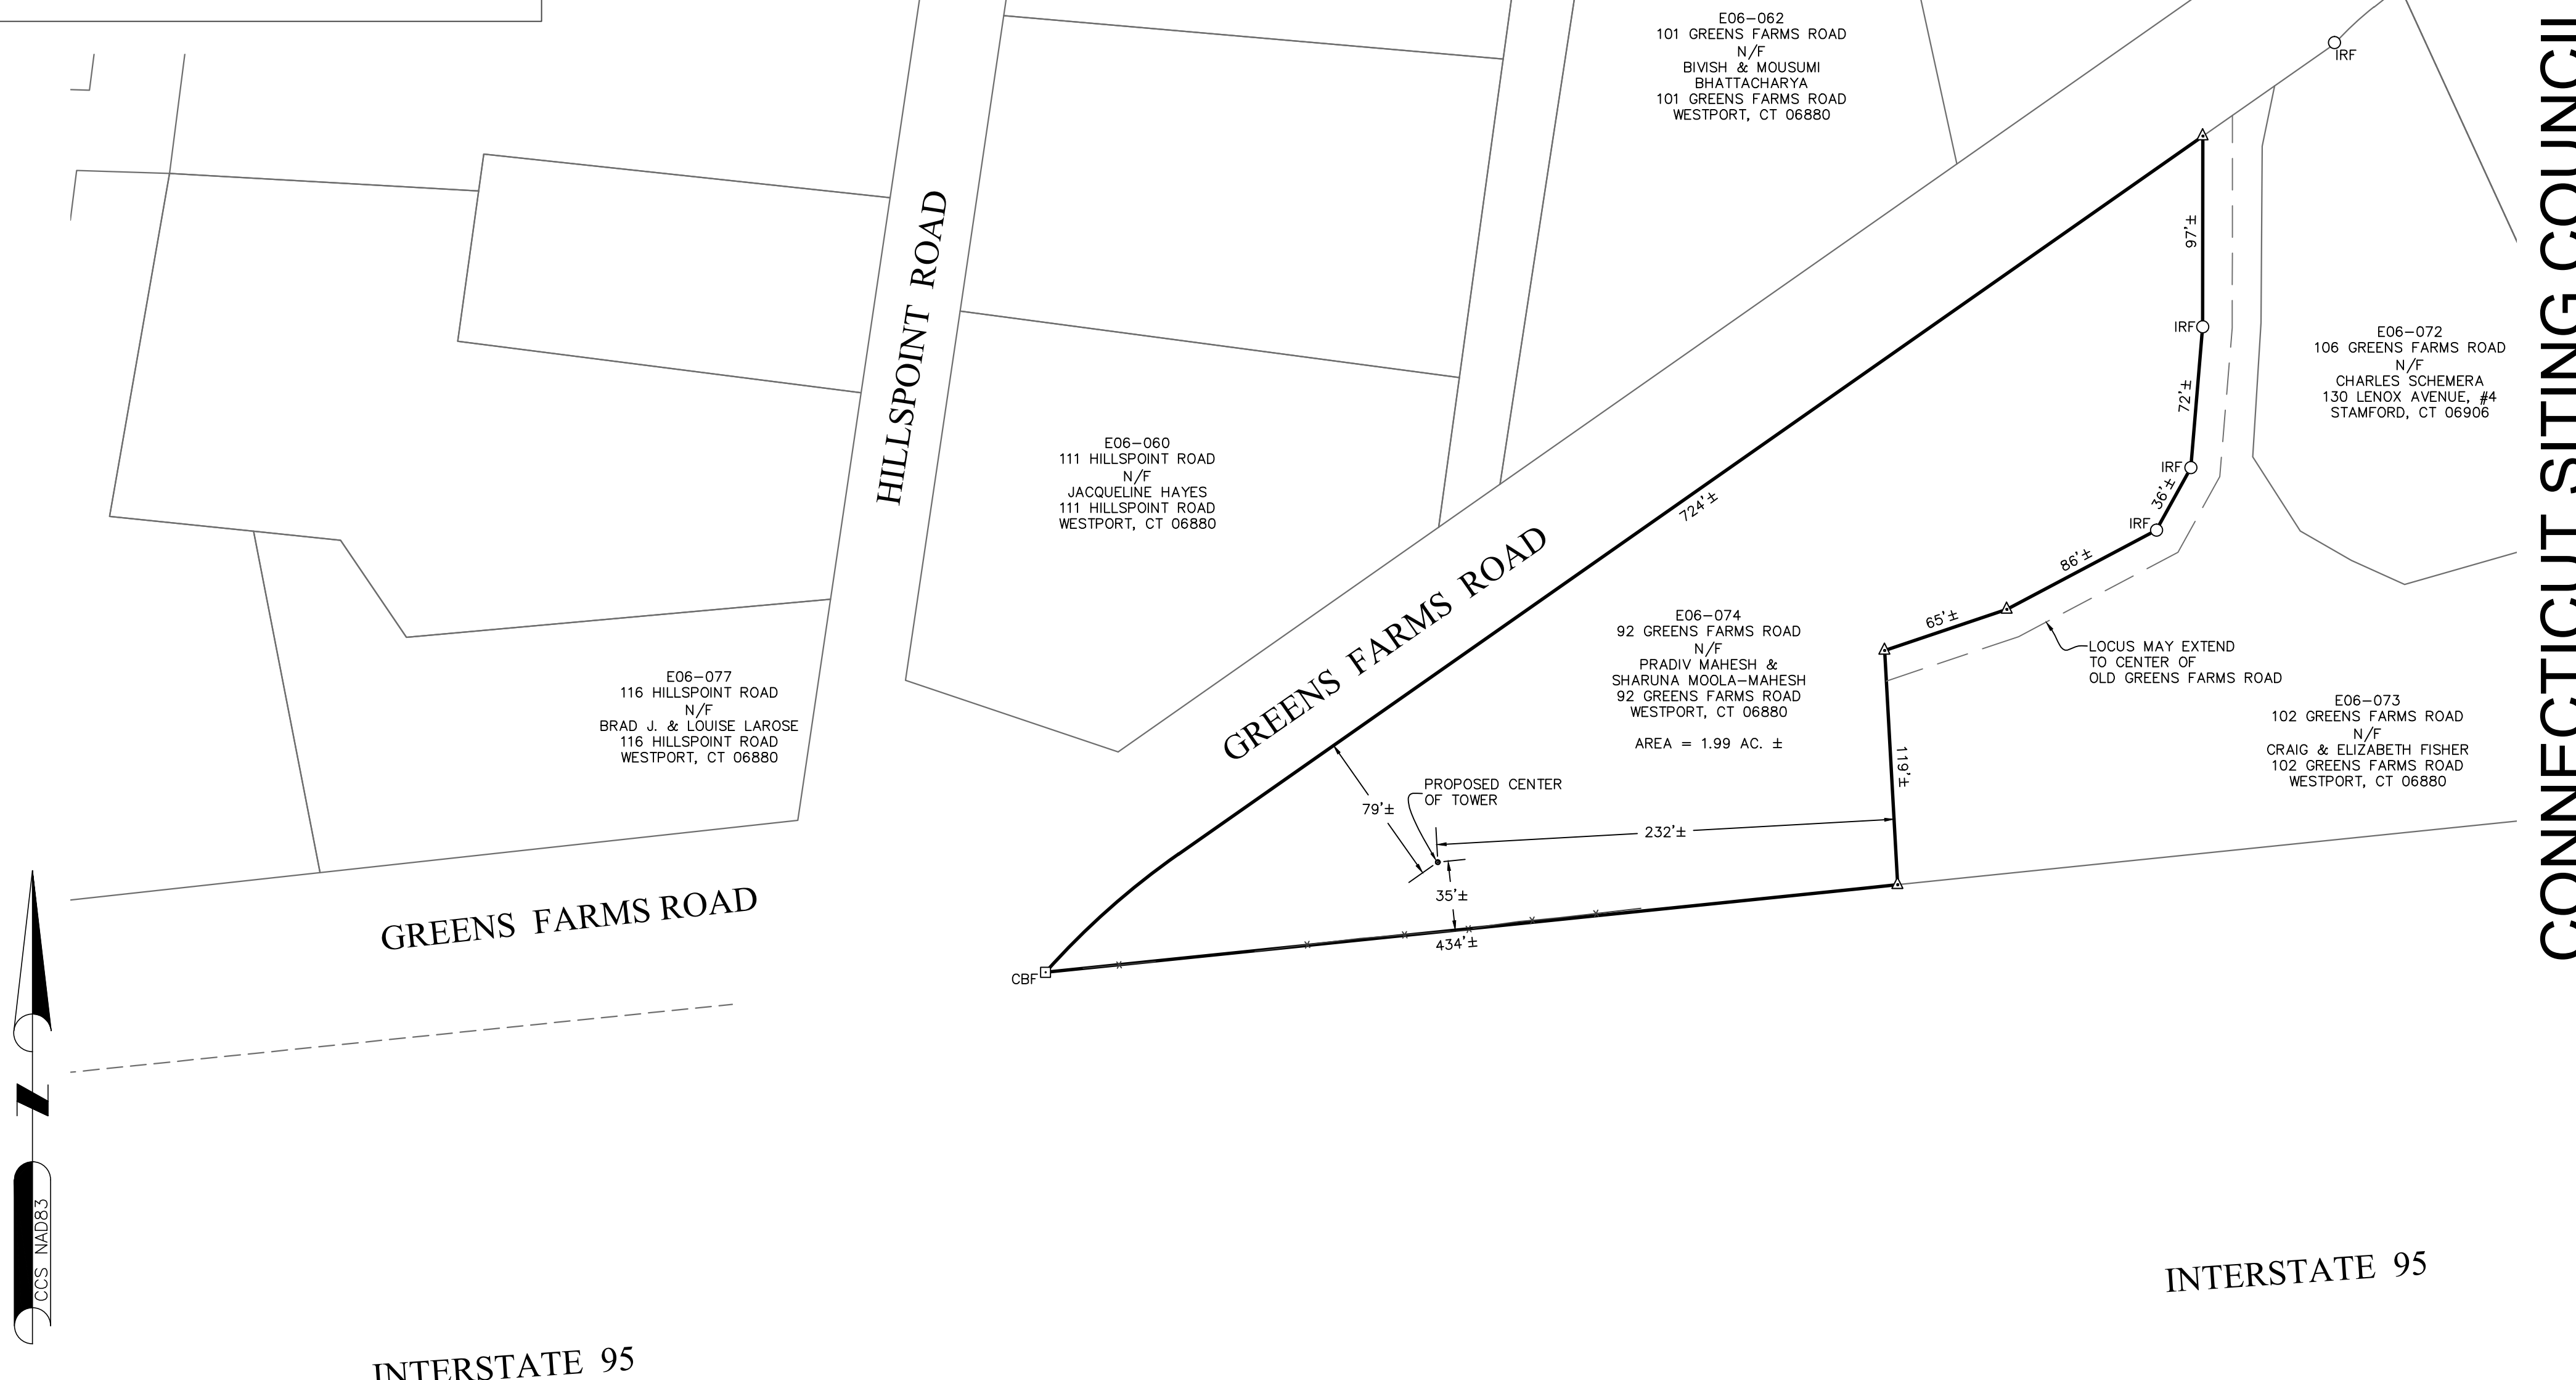 E06-062
101 GREENS FARMS ROAD
N/F
BIVISH & MOUSUMI
BHATTACHARYA
101 GREENS FARMS ROAD
WESTPORT, CT 06880
IRF
97'±
HILLSPOINT ROAD
IRF
E06-072
106 GREENS FARMS ROAD
N/F
CHARLES SCHEMERA
130 LENOX AVENUE, #4
STAMFORD, CT 06906
72'±
E06-060
111 HILLSPOINT ROAD
N/F
JACQUELINE HAYES
111 HILLSPOINT ROAD
WESTPORT, CT 06880
IRF
36'±
724'±
IRF
86'±
GREENS FARMS ROAD
65'±
E06-074
92 GREENS FARMS ROAD
N/F
PRADIV MAHESH &
SHARUNA MOOLA-MAHESH
92 GREENS FARMS ROAD
WESTPORT, CT 06880
AREA = 1.99 AC. ±
LOCUS MAY EXTEND
TO CENTER OF
OLD GREENS FARMS ROAD
E06-077
116 HILLSPOINT ROAD
N/F
BRAD J. & LOUISE LAROSE
116 HILLSPOINT ROAD
WESTPORT, CT 06880
E06-073
102 GREENS FARMS ROAD
N/F
CRAIG & ELIZABETH FISHER
102 GREENS FARMS ROAD
WESTPORT, CT 06880
119'±
PROPOSED CENTER
OF TOWER
79'±
232'±
35'±
434'±
GREENS FARMS ROAD
CBF
N
CCS NAD83
INTERSTATE 95
INTERSTATE 95
CONNECTICUT SITING COUNCIL